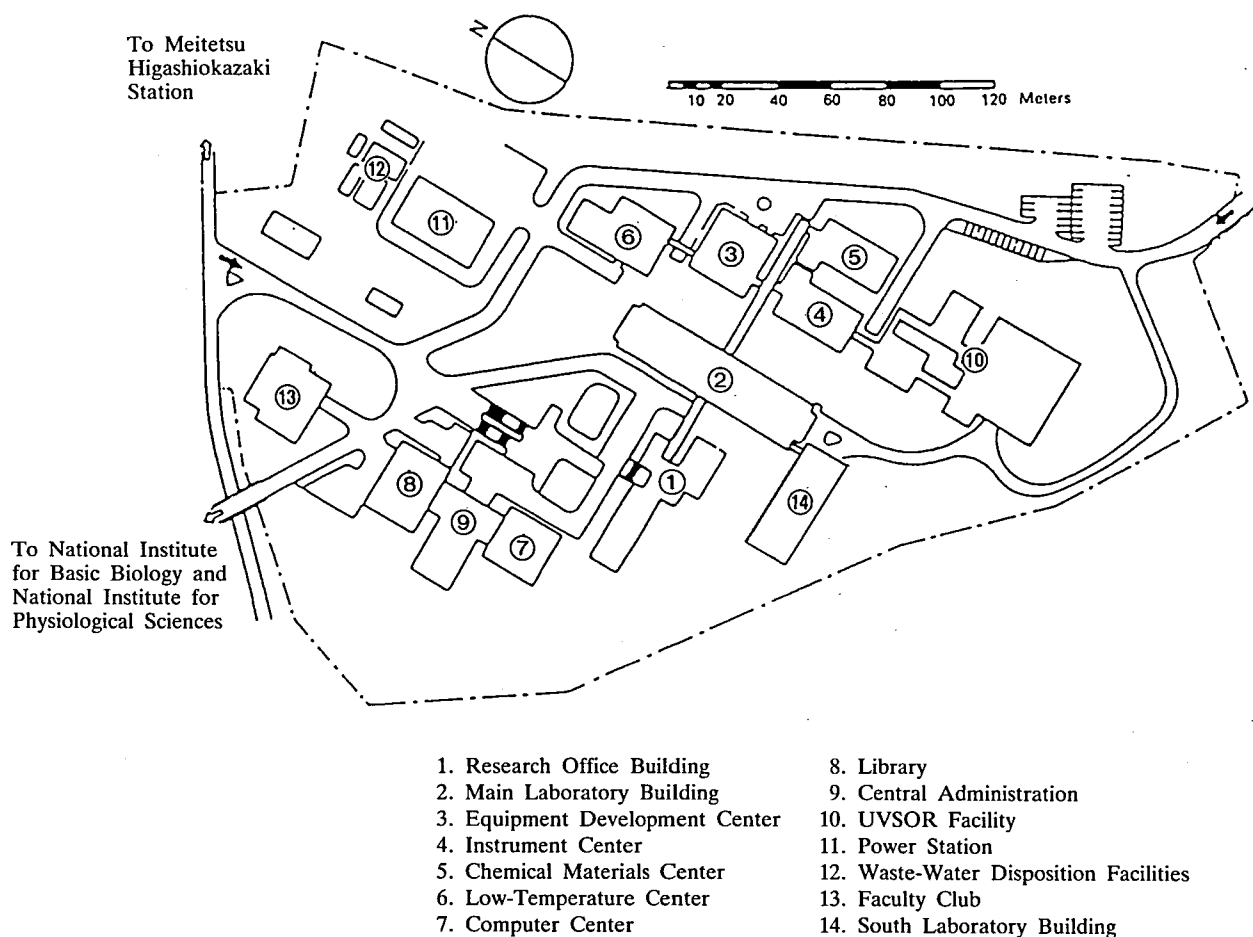 To Meitetsu
Higashiokazaki
Station
N
10 20 40 60 80 100 120 Meters
12
11
6
3
5
4
10
2
13
8
9
7
1
14
To National Institute
for Basic Biology and
National Institute for
Physiological Sciences
1. Research Office Building
2. Main Laboratory Building
3. Equipment Development Center
4. Instrument Center
5. Chemical Materials Center
6. Low-Temperature Center
7. Computer Center
8. Library
9. Central Administration
10. UVSOR Facility
11. Power Station
12. Waste-Water Disposition Facilities
13. Faculty Club
14. South Laboratory Building